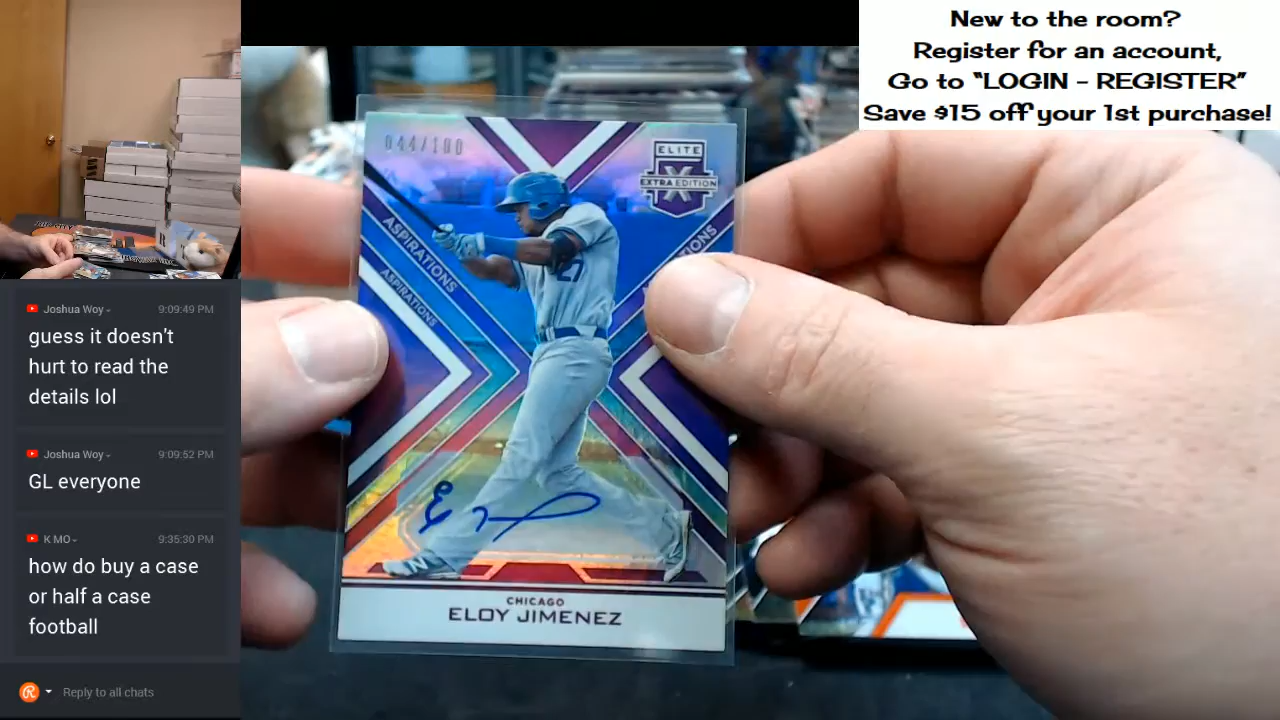 New to the room?
Register for an account,
Go to “LOGIN - REGISTER”
Save $15 off your 1st purchase!
044/100
ELITE
X
EXTRA EDITION
ASPIRATIONS
ASPIRATIONS
27
CHICAGO
ELOY JIMENEZ
Joshua Woy
9:09:49 PM
guess it doesn't
hurt to read the
details lol
Joshua Woy
9:09:52 PM
GL everyone
K MO
9:35:30 PM
how do buy a case
or half a case
football
Reply to all chats